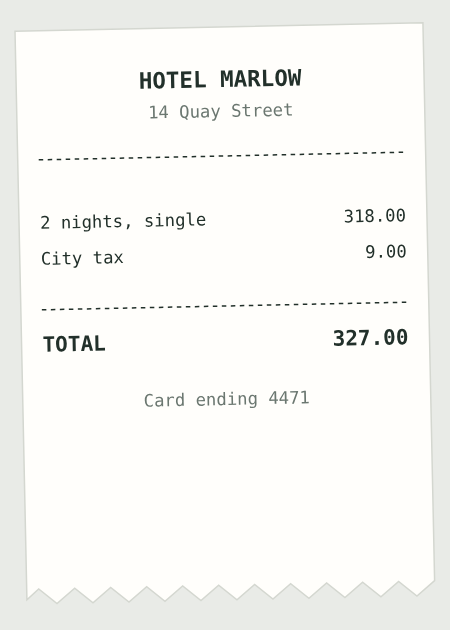 HOTEL MARLOW
14 Quay Street
2 nights, single 318.00
City tax 9.00
TOTAL 327.00
Card ending 4471